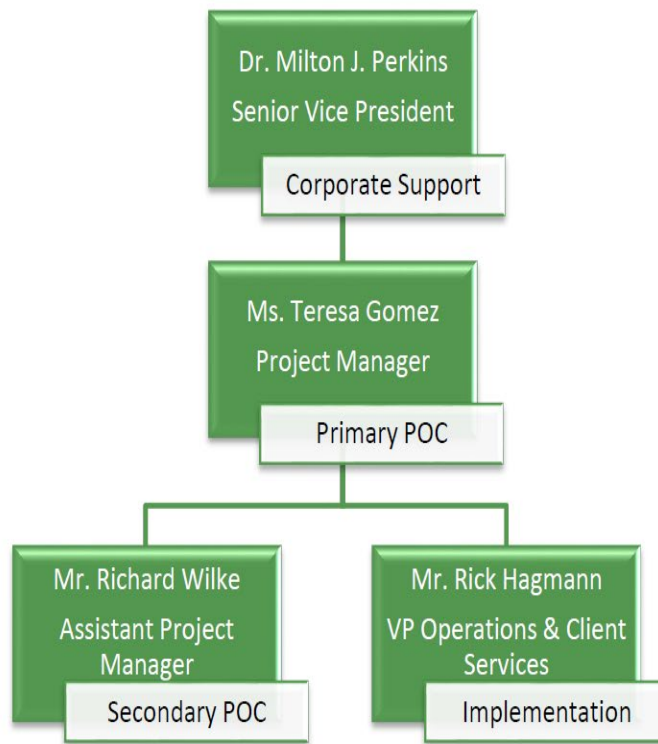 Dr. Milton J. Perkins
Senior Vice President
Corporate Support
Ms. Teresa Gomez
Project Manager
Primary POC
Mr. Richard Wilke
Assistant Project
Manager
Secondary POC
Mr. Rick Hagmann
VP Operations & Client
Services
Implementation